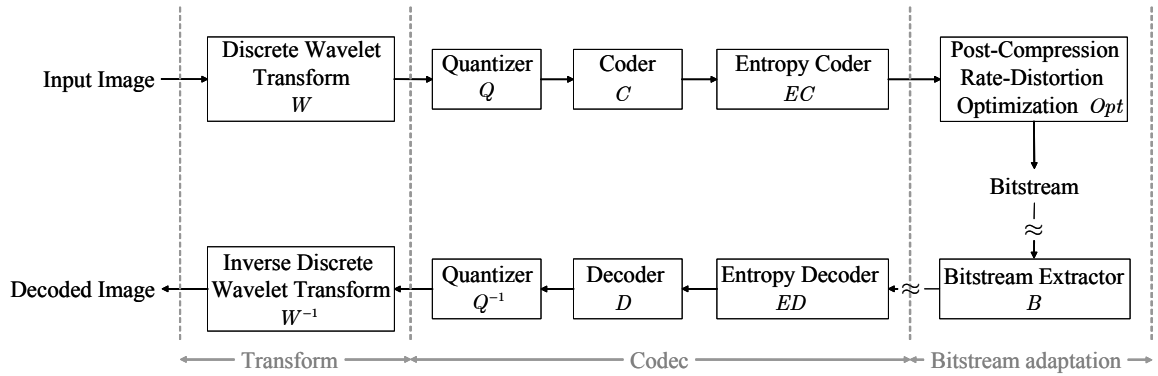 Input Image
Discrete Wavelet
Transform
W
Quantizer
Q
Coder
C
Entropy Coder
EC
Post-Compression
Rate-Distortion
Optimization Opt
Bitstream
≈
Decoded Image
Inverse Discrete
Wavelet Transform
W⁻¹
Quantizer
Q⁻¹
Decoder
D
Entropy Decoder
ED
≈
Bitstream Extractor
B
Transform
Codec
Bitstream adaptation